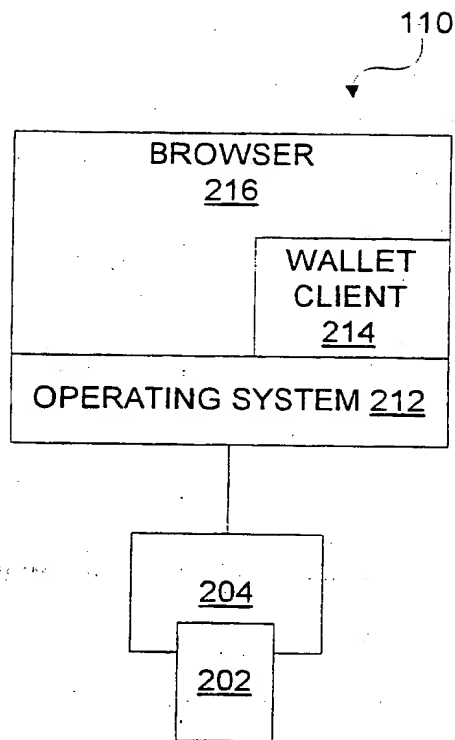 110
BROWSER
216
WALLET
CLIENT
214
OPERATING SYSTEM 212
204
202